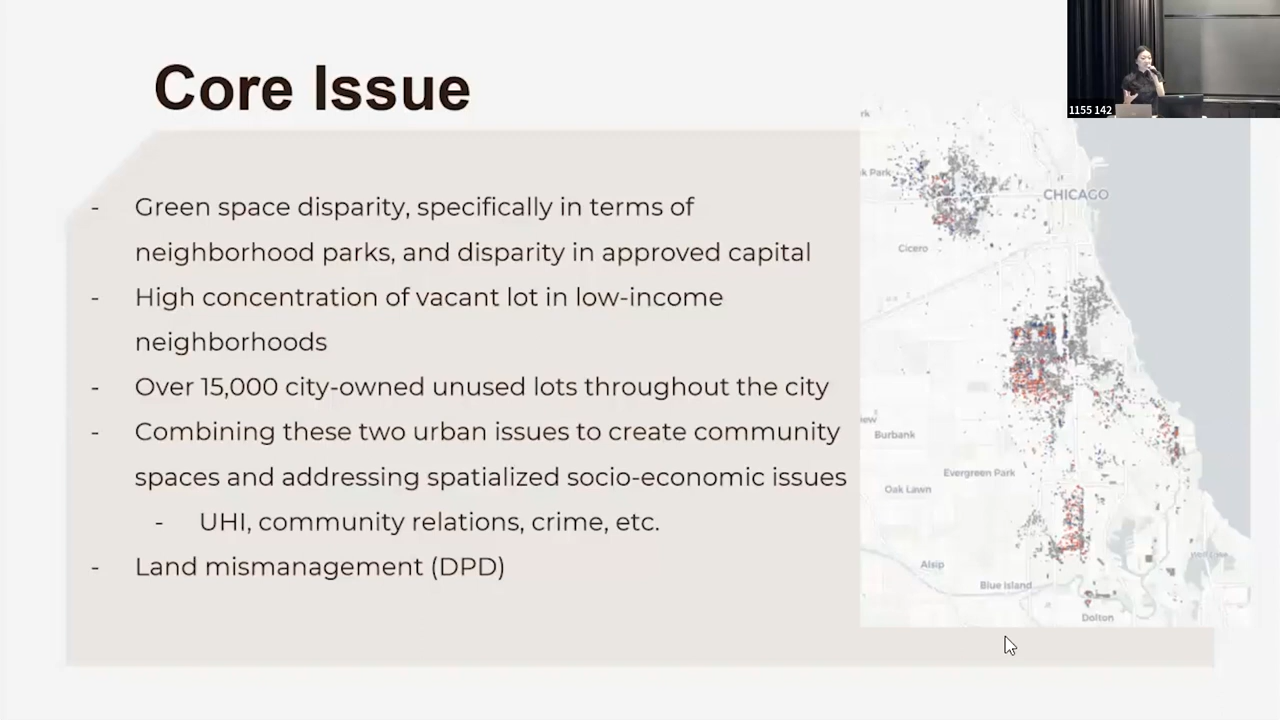 Core Issue
1155 142
- Green space disparity, specifically in terms of
neighborhood parks, and disparity in approved capital
- High concentration of vacant lot in low-income
neighborhoods
- Over 15,000 city-owned unused lots throughout the city
- Combining these two urban issues to create community
spaces and addressing spatialized socio-economic issues
- UHI, community relations, crime, etc.
- Land mismanagement (DPD)
rk
k Park
CHICAGO
Cicero
Burbank
Evergreen Park
Oak Lawn
Alsip
Blue Island
Dolton